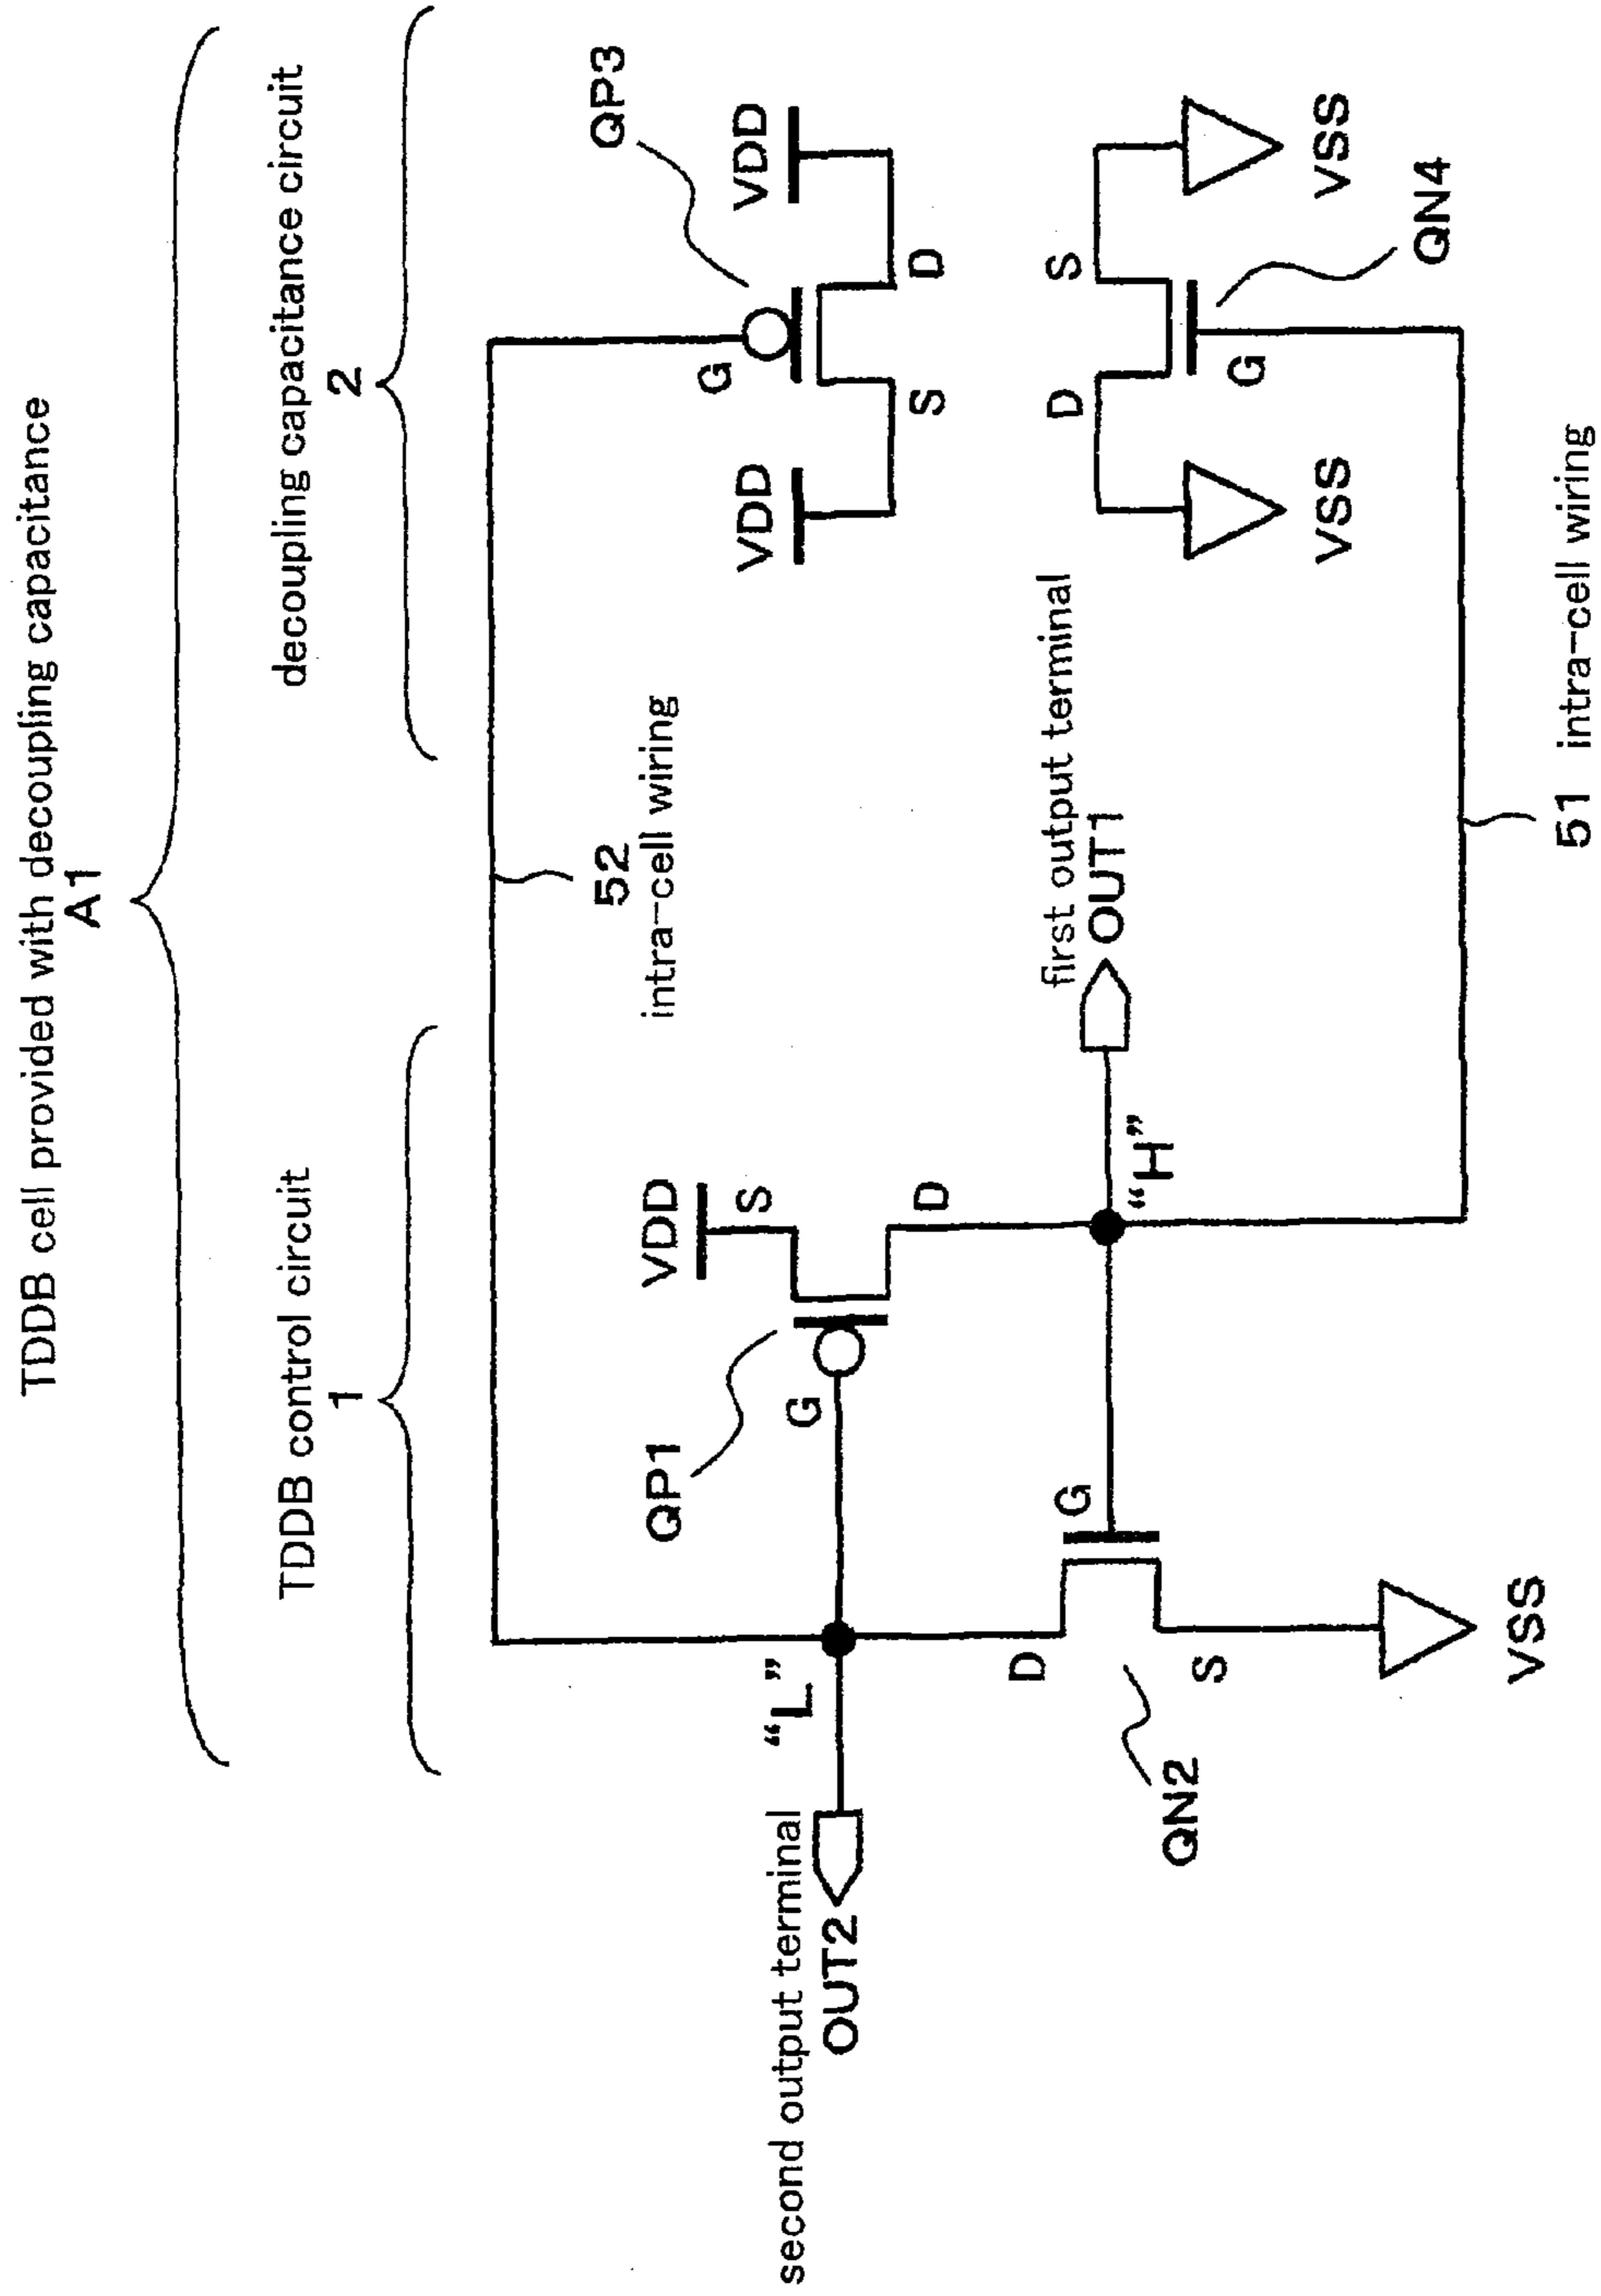 TDDB cell provided with decoupling capacitance
A1
TDDB control circuit
1
decoupling capacitance circuit
2
52
intra-cell wiring
QP1
G
VDD
S
D
"L"
second output terminal
OUT2
D
G
S
QN2
VSS
"H"
first output terminal
OUT1
QP3
G
VDD
S
D
VDD
D
S
G
VSS
VSS
QN4
51 intra-cell wiring